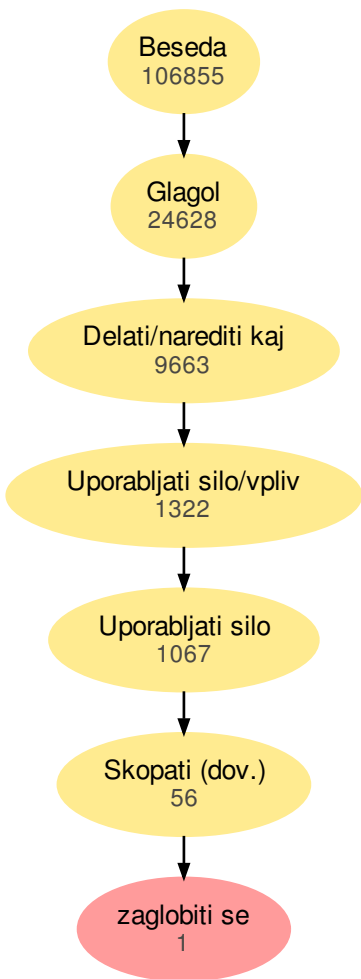 Beseda
106855
Glagol
24628
Delati/narediti kaj
9663
Uporabljati silo/vpliv
1322
Uporabljati silo
1067
Skopati (dov.)
56
zaglobiti se
1